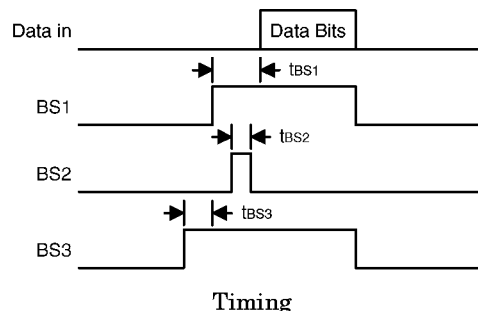 Data in Data Bits
tBS1
BS1
tBS2
BS2
tBS3
BS3
Timing